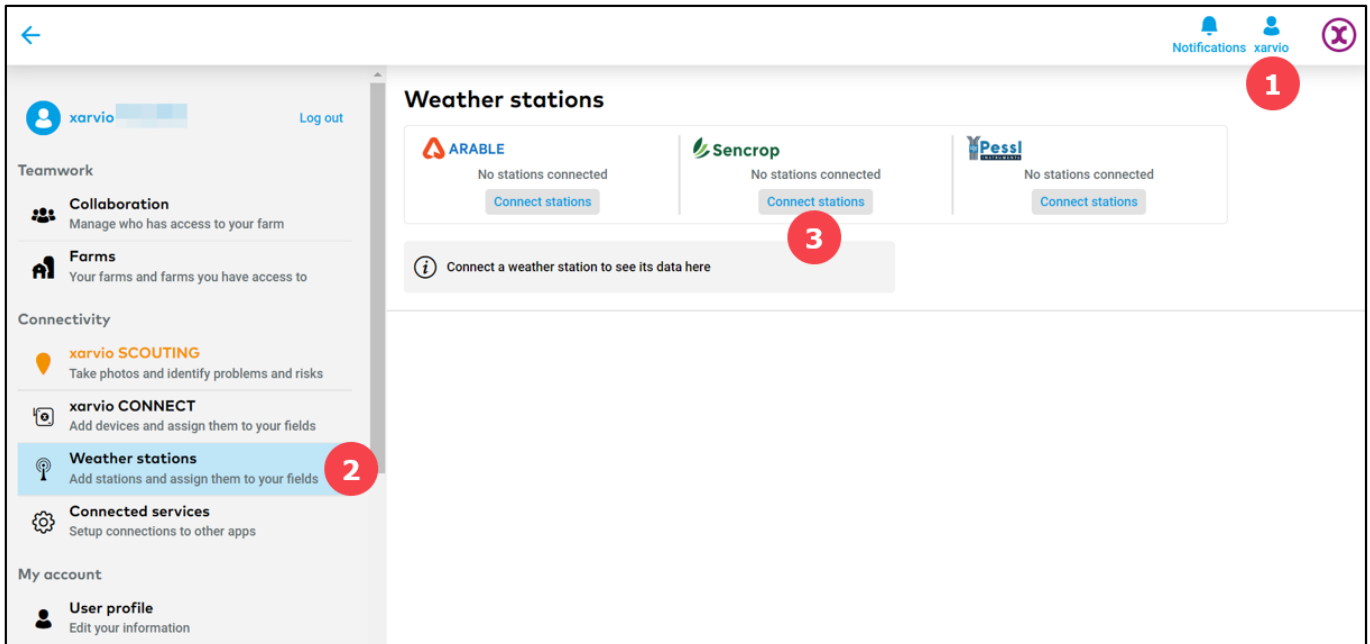 Notifications xarvio
1
xarvio
Log out
Teamwork
Collaboration
Manage who has access to your farm
Farms
Your farms and farms you have access to
Connectivity
xarvio SCOUTING
Take photos and identify problems and risks
xarvio CONNECT
Add devices and assign them to your fields
Weather stations
Add stations and assign them to your fields
2
Connected services
Setup connections to other apps
My account
User profile
Edit your information
Weather stations
ARABLE
No stations connected
Connect stations
Sencrop
No stations connected
Connect stations
3
Pessl
INSTRUMENTS
No stations connected
Connect stations
i
Connect a weather station to see its data here